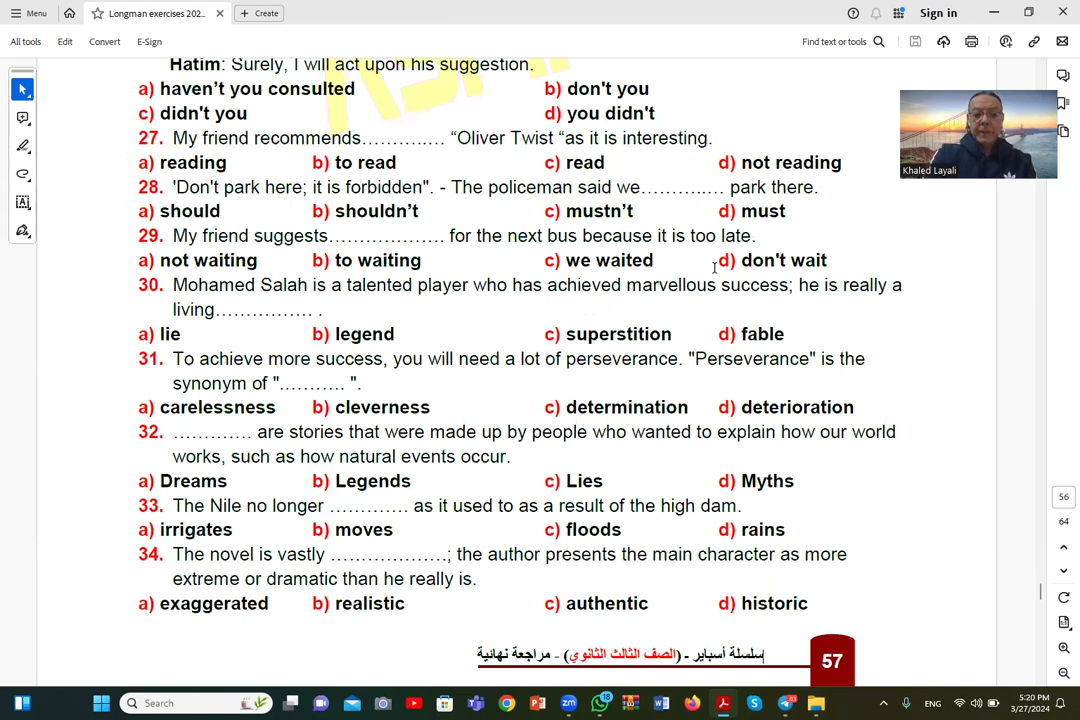 Menu
Longman exercises 202...
Create
Sign in
All tools
Edit
Convert
E-Sign
Find text or tools
Hatim: Surely, I will act upon his suggestion.
a) haven't you consulted b) don't you
c) didn't you d) you didn't
27. My friend recommends………….… "Oliver Twist "as it is interesting.
a) reading b) to read c) read d) not reading
28. 'Don't park here; it is forbidden". - The policeman said we………..… park there.
a) should b) shouldn't c) mustn't d) must
29. My friend suggests………………… for the next bus because it is too late.
a) not waiting b) to waiting c) we waited d) don't wait
30. Mohamed Salah is a talented player who has achieved marvellous success; he is really a
living……………… .
a) lie b) legend c) superstition d) fable
31. To achieve more success, you will need a lot of perseverance. "Perseverance" is the
synonym of "……….. ".
a) carelessness b) cleverness c) determination d) deterioration
32. …………. are stories that were made up by people who wanted to explain how our world
works, such as how natural events occur.
a) Dreams b) Legends c) Lies d) Myths
33. The Nile no longer …………. as it used to as a result of the high dam.
a) irrigates b) moves c) floods d) rains
34. The novel is vastly ………………..; the author presents the main character as more
extreme or dramatic than he really is.
a) exaggerated b) realistic c) authentic d) historic
سلسلة أسباير - (الصف الثالث الثانوي) - مراجعة نهائية
57
Khaled Layali
56
64
Search
18
ENG
5:20 PM
3/27/2024